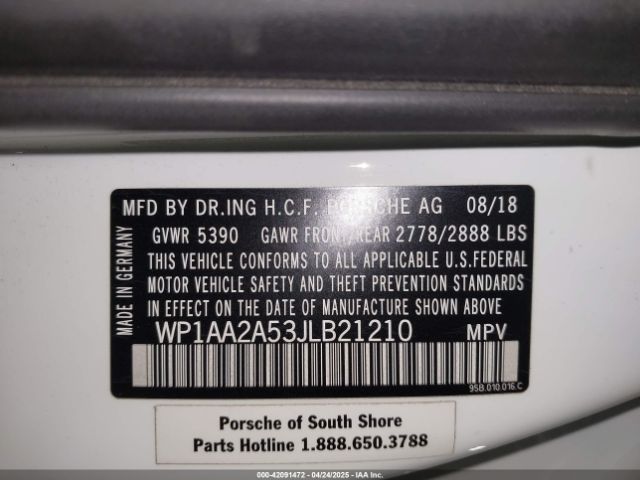 MFD BY DR.ING H.C.F. PORSCHE AG 08/18
GVWR 5390 GAWR FRONT/REAR 2778/2888 LBS
THIS VEHICLE CONFORMS TO ALL APPLICABLE U.S.FEDERAL
MOTOR VEHICLE SAFETY AND THEFT PREVENTION STANDARDS
IN EFFECT ON THE DATE OF MANUFACTURE SHOWN ABOVE
WP1AA2A53JLB21210 MPV
MADE IN GERMANY
9SB.010.016.C
Porsche of South Shore
Parts Hotline 1.888.650.3788
000-42091472 - 04/24/2025 - IAAI.COM